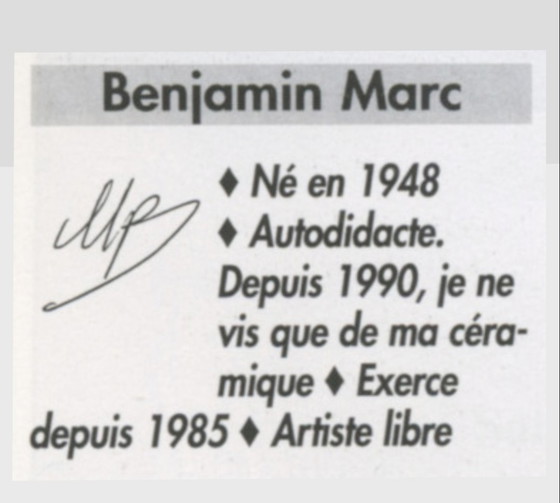 Benjamin Marc
♦ Né en 1948
♦ Autodidacte.
Depuis 1990, je ne
vis que de ma céra-
mique ♦ Exerce
depuis 1985 ♦ Artiste libre